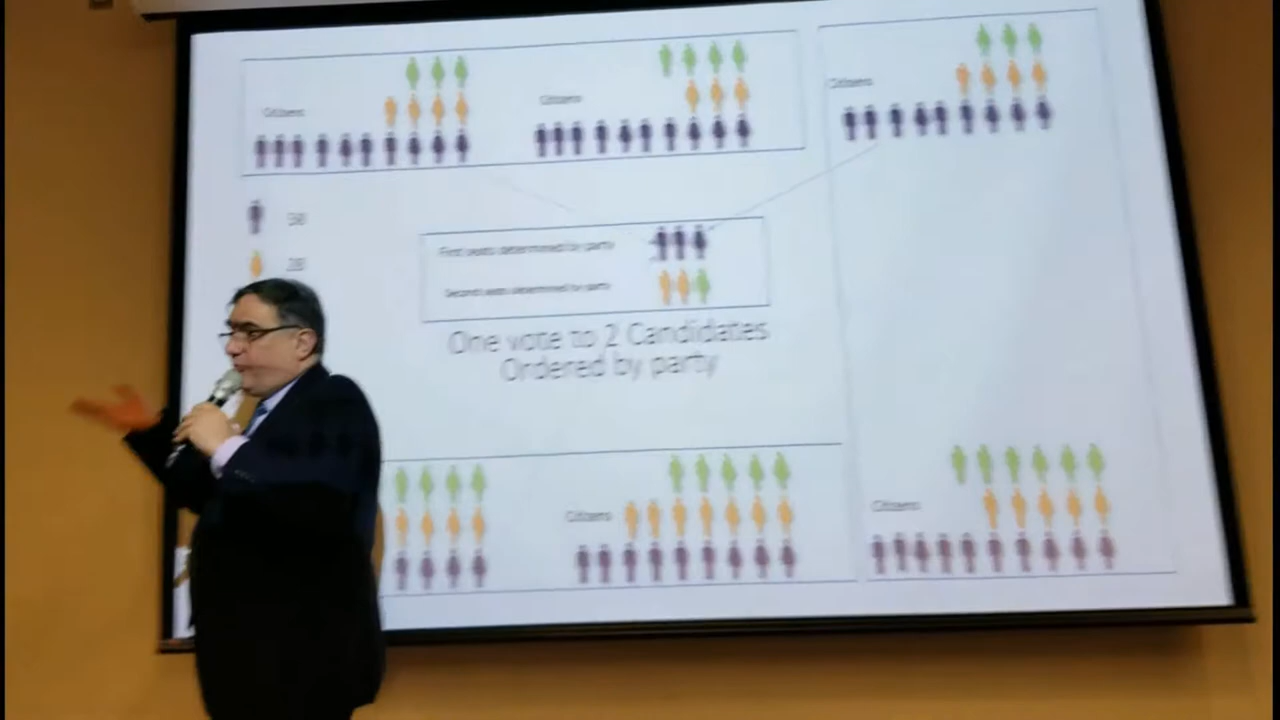 Citizens
Citizens
Citizens
First seats determined by party
Second seats determined by party
One vote to 2 Candidates
Ordered by party
Citizens
Citizens